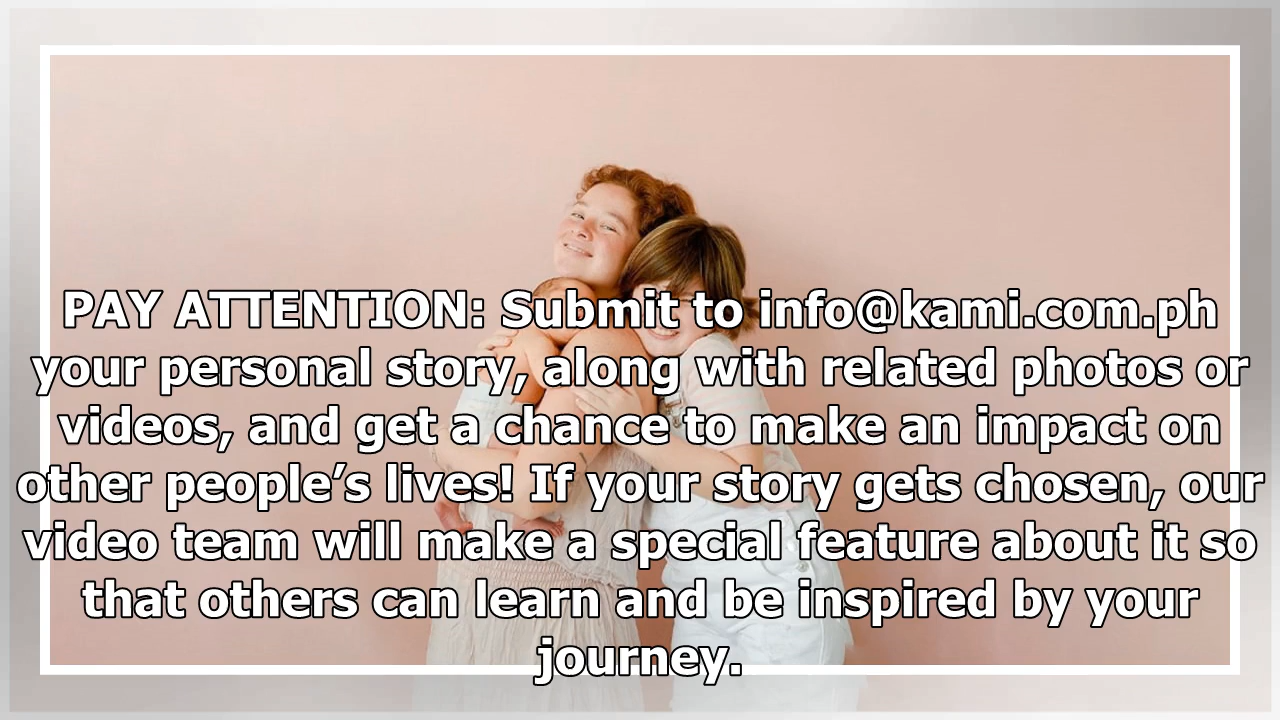 PAY ATTENTION: Submit to info@kami.com.ph
your personal story, along with related photos or
videos, and get a chance to make an impact on
other people’s lives! If your story gets chosen, our
video team will make a special feature about it so
that others can learn and be inspired by your
journey.